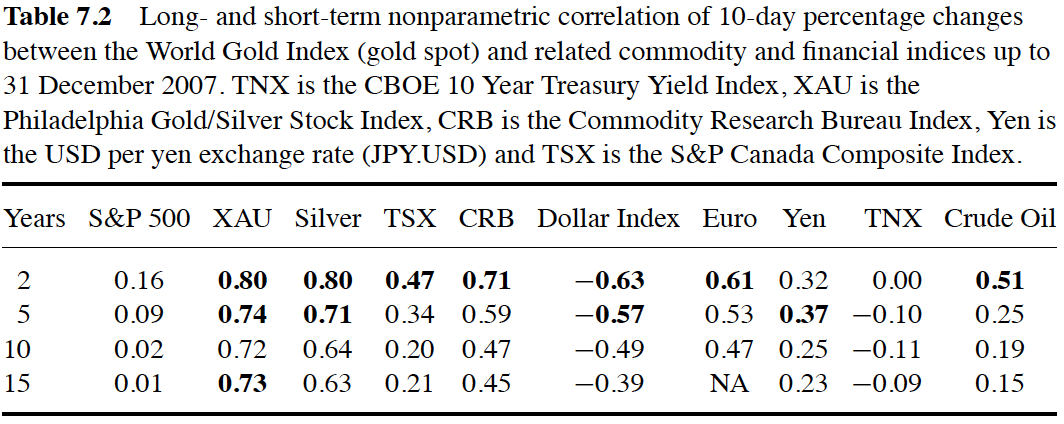 Table 7.2 Long- and short-term nonparametric correlation of 10-day percentage changes
between the World Gold Index (gold spot) and related commodity and financial indices up to
31 December 2007. TNX is the CBOE 10 Year Treasury Yield Index, XAU is the
Philadelphia Gold/Silver Stock Index, CRB is the Commodity Research Bureau Index, Yen is
the USD per yen exchange rate (JPY.USD) and TSX is the S&P Canada Composite Index.
Years S&P 500 XAU Silver TSX CRB Dollar Index Euro Yen TNX Crude Oil
2 0.16 0.80 0.80 0.47 0.71 −0.63 0.61 0.32 0.00 0.51
5 0.09 0.74 0.71 0.34 0.59 −0.57 0.53 0.37 −0.10 0.25
10 0.02 0.72 0.64 0.20 0.47 −0.49 0.47 0.25 −0.11 0.19
15 0.01 0.73 0.63 0.21 0.45 −0.39 NA 0.23 −0.09 0.15